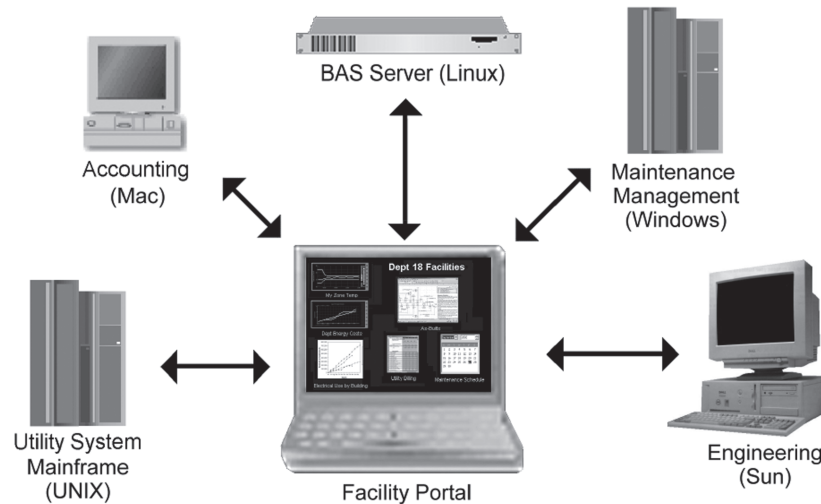 BAS Server (Linux)
Accounting
(Mac)
Maintenance
Management
(Windows)
Dept 18 Facilities
My Zone Temp
As-Builts
Dept Energy Costs
Electrical Use by Building
Utility Billing
Maintenance Schedule
Utility System
Mainframe
(UNIX)
Facility Portal
Engineering
(Sun)